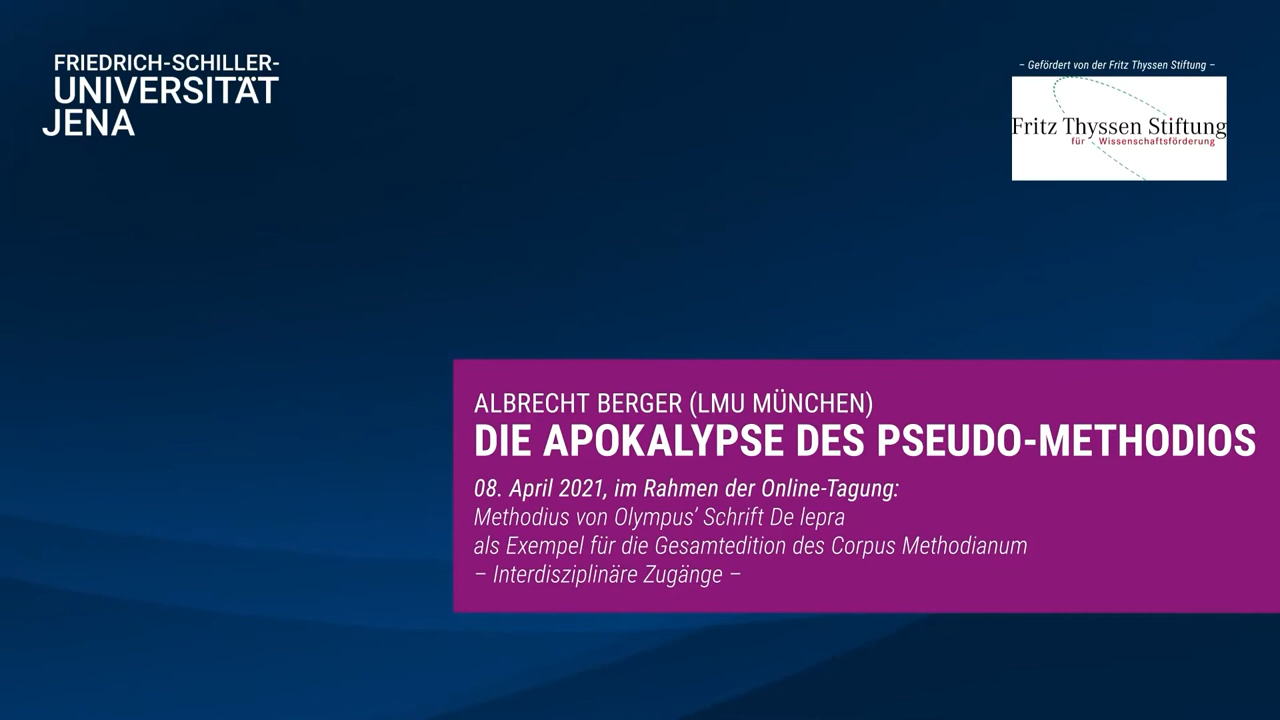 FRIEDRICH-SCHILLER-
UNIVERSITÄT
JENA
– Gefördert von der Fritz Thyssen Stiftung –
Fritz Thyssen Stiftung
für Wissenschaftsförderung
ALBRECHT BERGER (LMU MÜNCHEN)
DIE APOKALYPSE DES PSEUDO-METHODIOS
08. April 2021, im Rahmen der Online-Tagung:
Methodius von Olympus’ Schrift De lepra
als Exempel für die Gesamtedition des Corpus Methodianum
– Interdisziplinäre Zugänge –